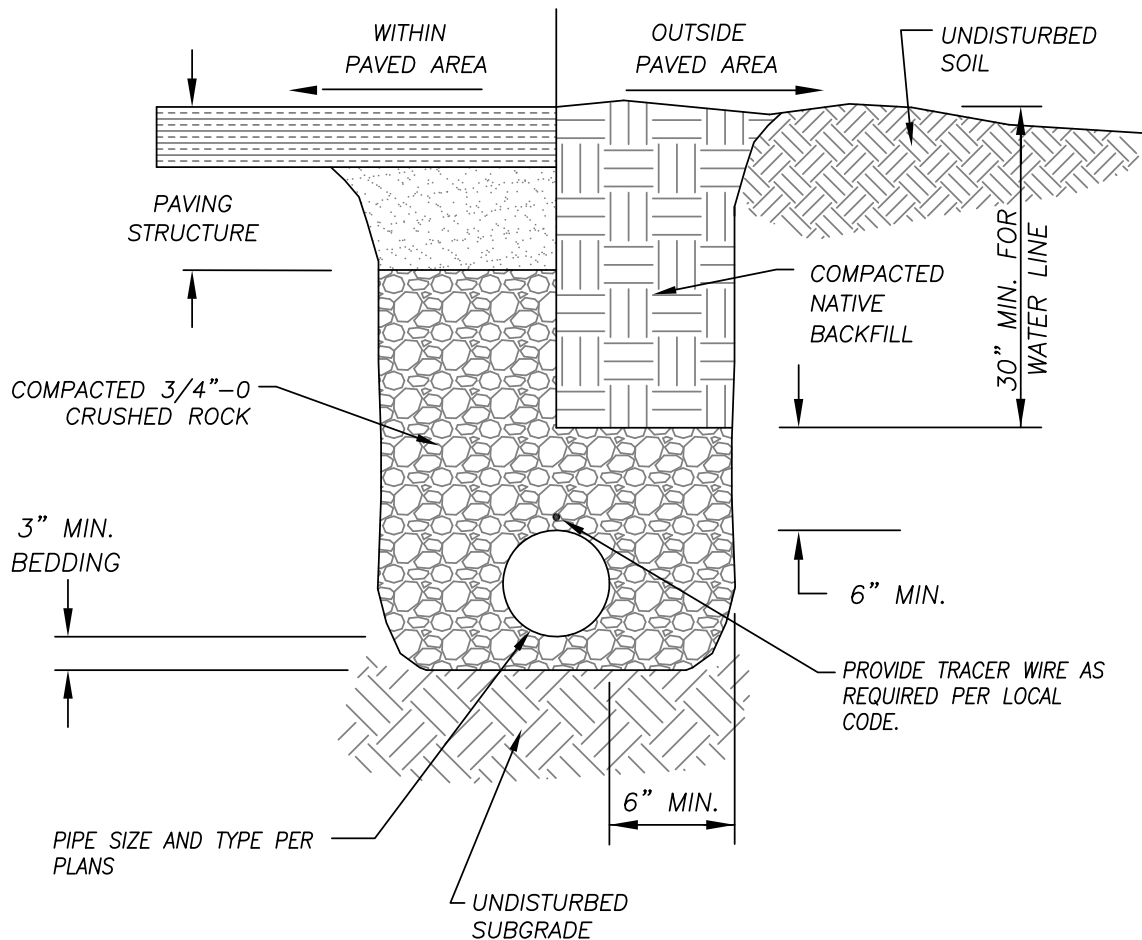 WITHIN
PAVED AREA
OUTSIDE
PAVED AREA
UNDISTURBED
SOIL
PAVING
STRUCTURE
30” MIN. FOR
WATER LINE
COMPACTED
NATIVE
BACKFILL
COMPACTED 3/4”-0
CRUSHED ROCK
3” MIN.
BEDDING
6” MIN.
PROVIDE TRACER WIRE AS
REQUIRED PER LOCAL
CODE.
6” MIN.
PIPE SIZE AND TYPE PER
PLANS
UNDISTURBED
SUBGRADE